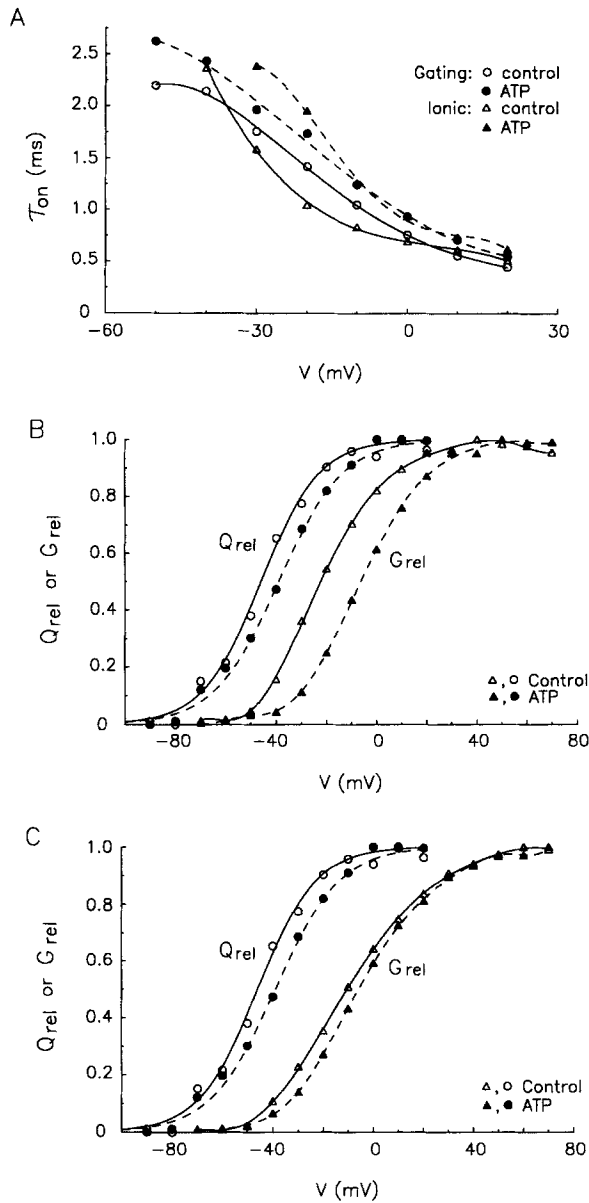 A
2.5
2.0
1.5
1.0
0.5
0
τon (ms)
Gating: ○ control
● ATP
Ionic: △ control
▲ ATP
−60
−30
0
30
V (mV)
B
1.0
0.8
0.6
0.4
0.2
0
Qrel or Grel
Qrel
Grel
△,○ Control
▲,● ATP
−80
−40
0
40
80
V (mV)
C
1.0
0.8
0.6
0.4
0.2
0
Qrel or Grel
Qrel
Grel
△,○ Control
▲,● ATP
−80
−40
0
40
80
V (mV)